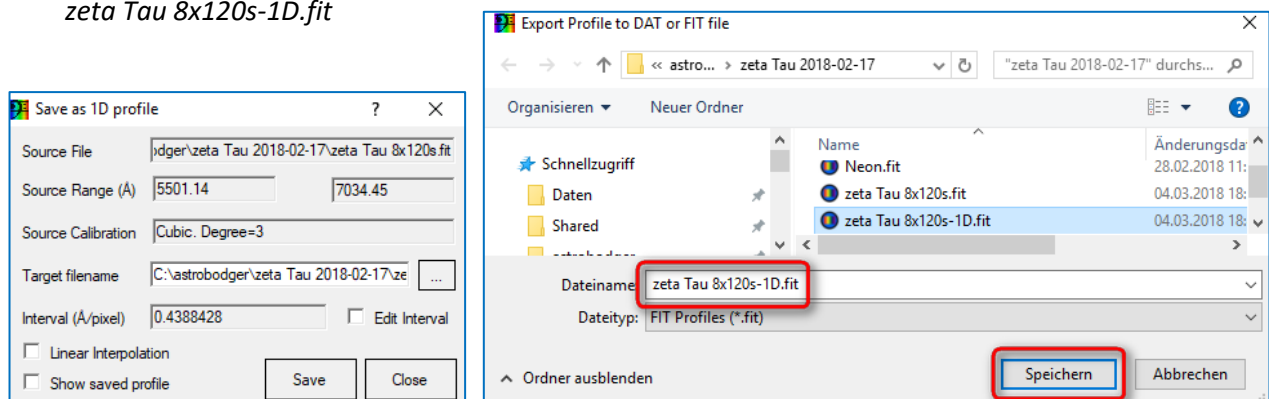 zeta Tau 8x120s-1D.fit
Save as 1D profile ?
Source File odger\zeta Tau 2018-02-17\zeta Tau 8x120s.fit
Source Range (Å) 5501.14 7034.45
Source Calibration Cubic. Degree=3
Target filename C:\astrobodger\zeta Tau 2018-02-17\ze ...
Interval (Å/pixel) 0.4388428 Edit Interval
Linear Interpolation
Show saved profile Save Close
Export Profile to DAT or FIT file
« astro... › zeta Tau 2018-02-17 "zeta Tau 2018-02-17" durchs...
Organisieren Neuer Ordner ?
Schnellzugriff
Daten
Shared
Name Änderungsda
Neon.fit 28.02.2018 11:
zeta Tau 8x120s.fit 04.03.2018 18:
zeta Tau 8x120s-1D.fit 04.03.2018 18:
Dateiname: zeta Tau 8x120s-1D.fit
Dateityp: FIT Profiles (*.fit)
Ordner ausblenden Speichern Abbrechen